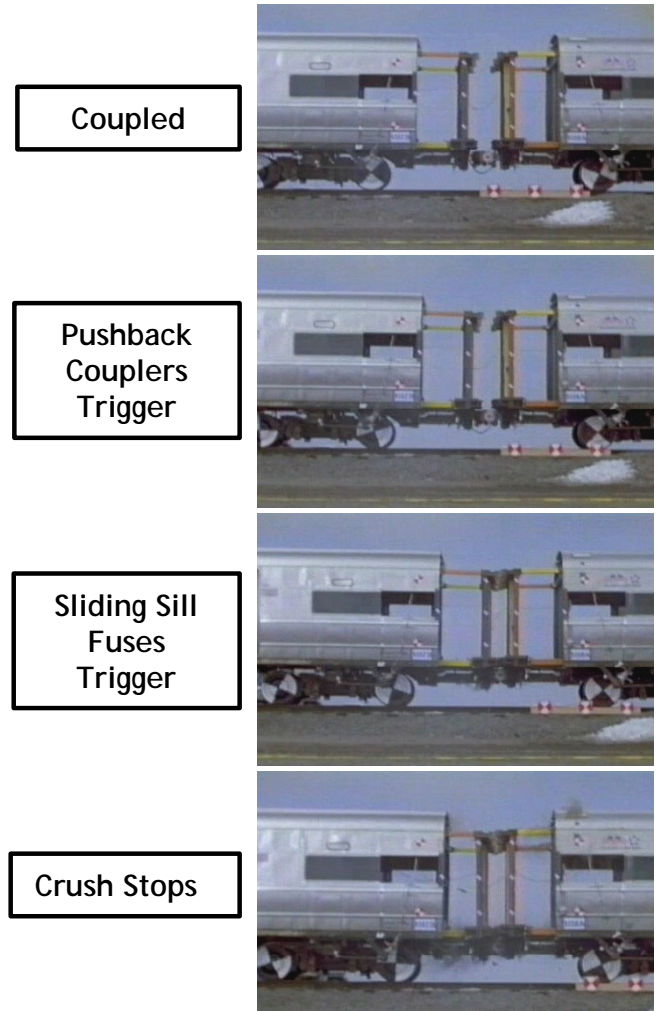 Coupled
Pushback
Couplers
Trigger
Sliding Sill
Fuses
Trigger
Crush Stops